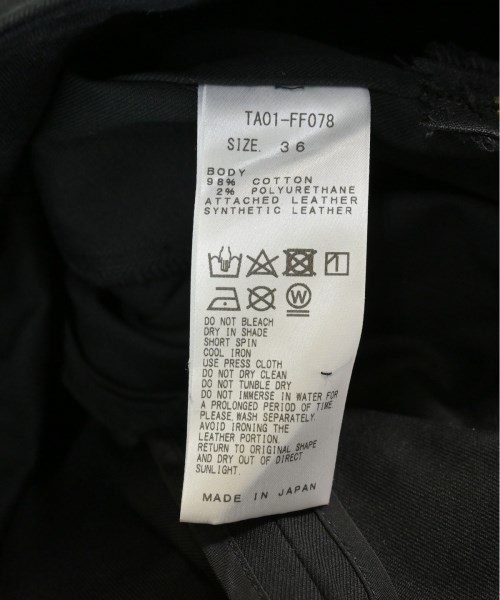 TA01-FF078
SIZE. 36
BODY
98% COTTON
2% POLYURETHANE
ATTACHED LEATHER
SYNTHETIC LEATHER
W
DO NOT BLEACH
DRY IN SHADE
SHORT SPIN
COOL IRON
USE PRESS CLOTH
DO NOT DRY CLEAN
DO NOT TUNBLE DRY
DO NOT IMMERSE IN WATER FOR
A PROLONGED PERIOD OF TIME
PLEASE,WASH SEPARATELY.
AVOID IRONING THE
LEATHER PORTION.
RETURN TO ORIGINAL SHAPE
AND DRY OUT OF DIRECT
SUNLIGHT.
MADE IN JAPAN